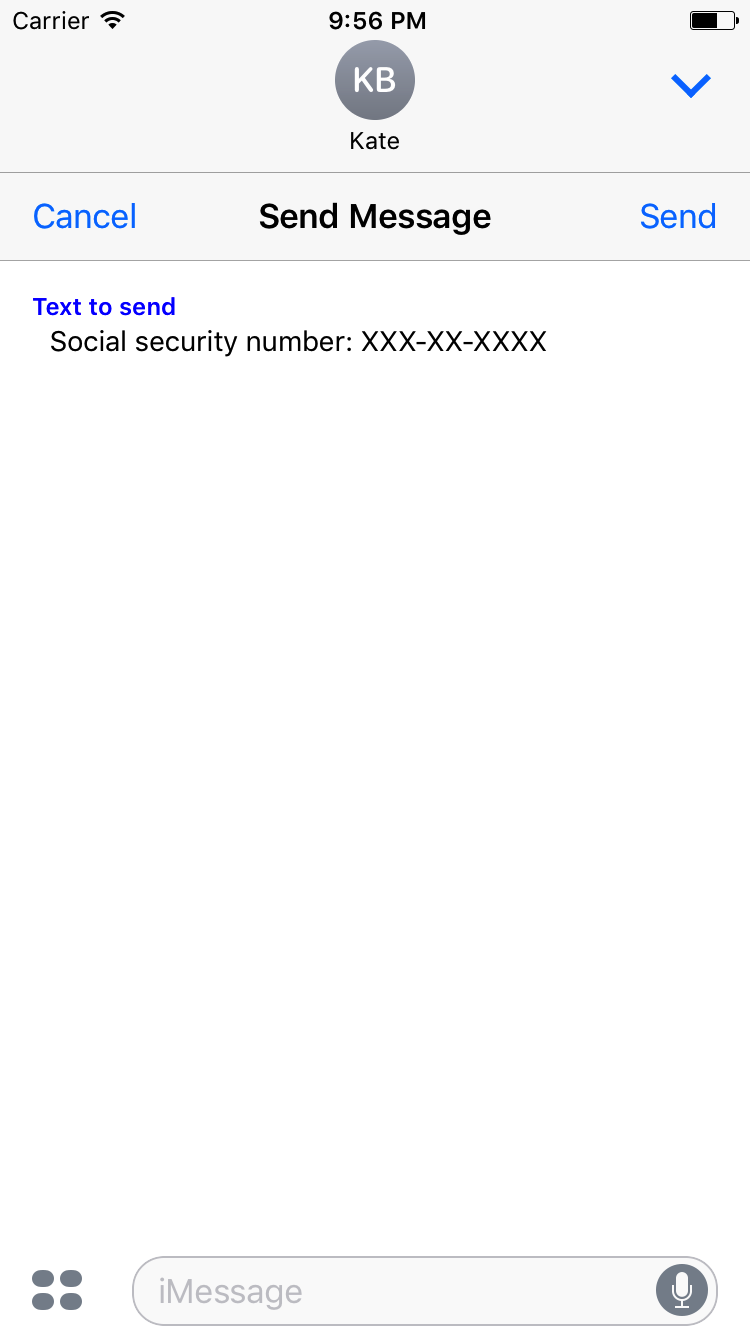 Carrier 9:56 PM
KB
Kate
Cancel Send Message Send
Text to send
Social security number: XXX-XX-XXXX
iMessage